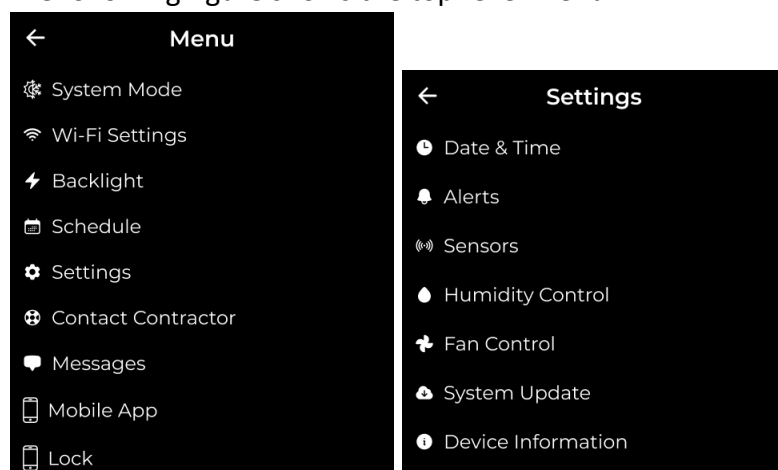 Menu
System Mode
Wi-Fi Settings
Backlight
Schedule
Settings
Contact Contractor
Messages
Mobile App
Lock
Settings
Date & Time
Alerts
Sensors
Humidity Control
Fan Control
System Update
Device Information